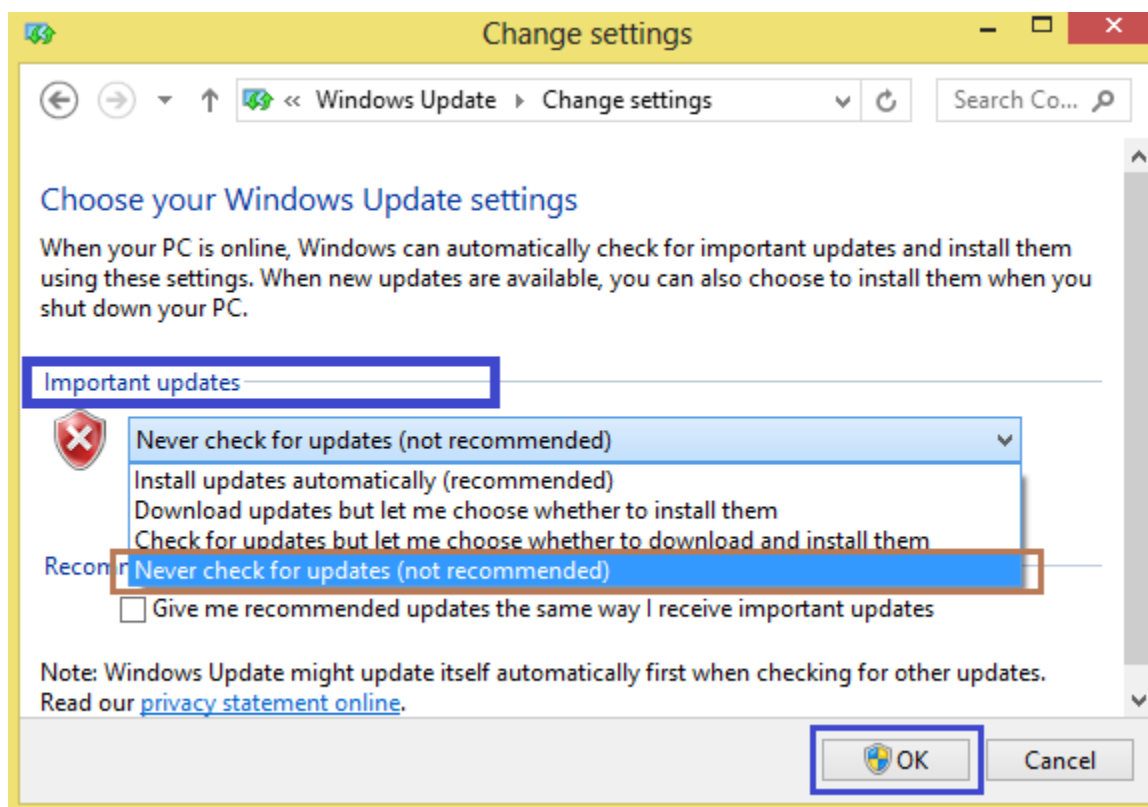 Change settings
« Windows Update Change settings
Search Co...
Choose your Windows Update settings
When your PC is online, Windows can automatically check for important updates and install them
using these settings. When new updates are available, you can also choose to install them when you
shut down your PC.
Important updates
Never check for updates (not recommended)
Install updates automatically (recommended)
Download updates but let me choose whether to install them
Check for updates but let me choose whether to download and install them
Never check for updates (not recommended)
Give me recommended updates the same way I receive important updates
Note: Windows Update might update itself automatically first when checking for other updates.
Read our privacy statement online.
OK Cancel